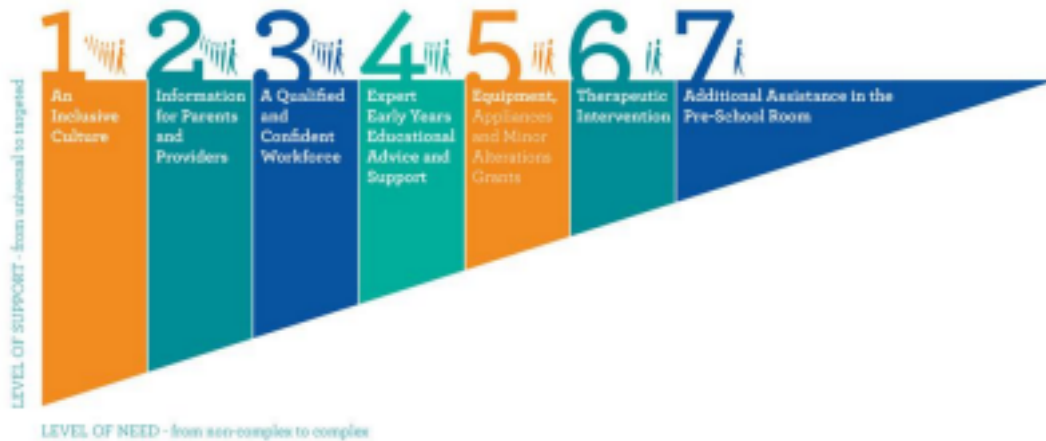 1 2 3 4 5 6 7
An
Inclusive
Culture
Information
for Parents
and
Providers
A Qualified
and
Confident
Workforce
Expert
Early Years
Educational
Advice and
Support
Equipment,
Appliances
and Minor
Alterations
Grants
Therapeutic
Intervention
Additional Assistance in the
Pre-School Room
LEVEL OF SUPPORT - from universal to targeted
LEVEL OF NEED - from non-complex to complex